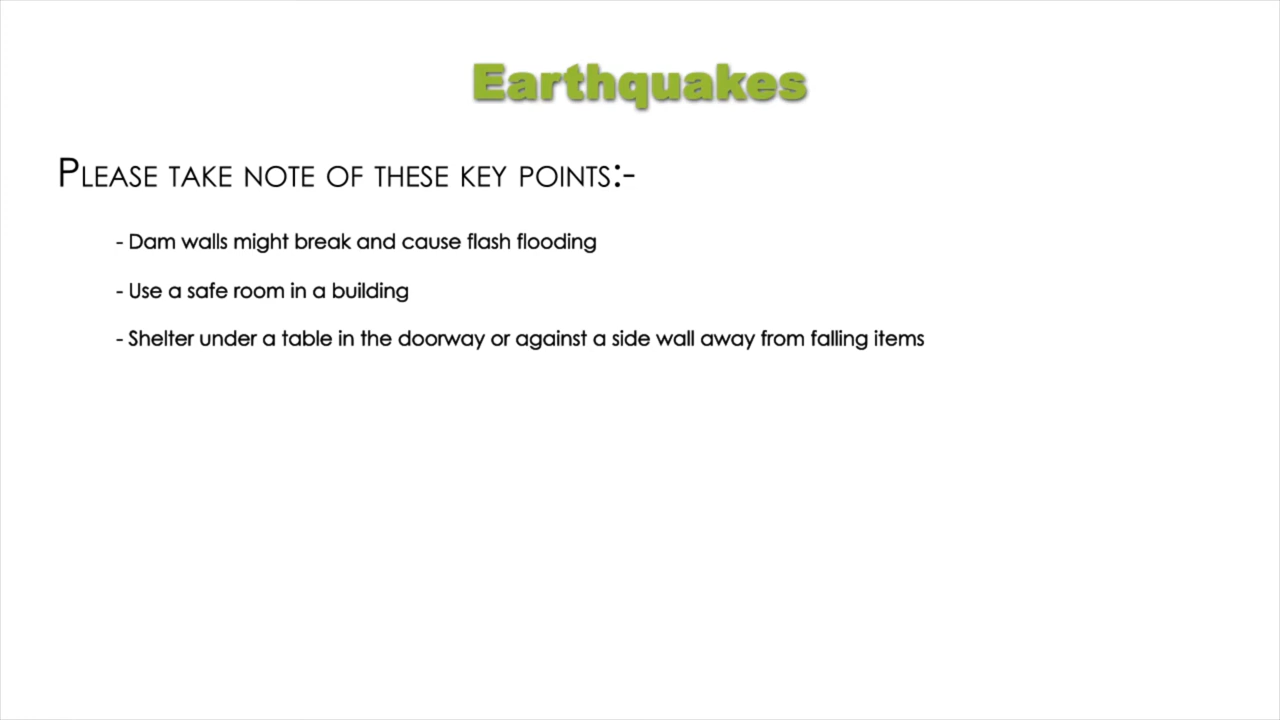 Earthquakes
Please take note of these key points:-
- Dam walls might break and cause flash flooding
- Use a safe room in a building
- Shelter under a table in the doorway or against a side wall away from falling items